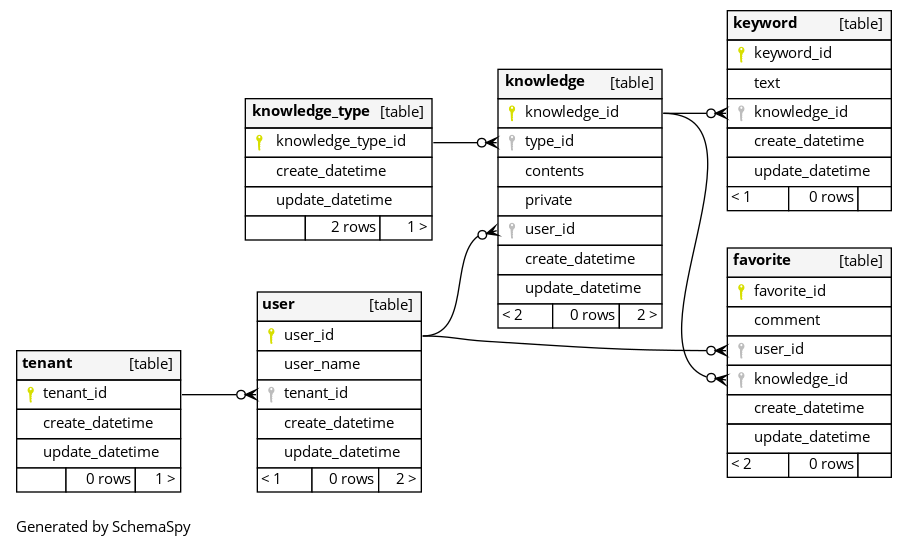 keyword [table]
keyword_id
text
knowledge_id
create_datetime
update_datetime
< 1 0 rows
knowledge [table]
knowledge_id
type_id
contents
private
user_id
create_datetime
update_datetime
< 2 0 rows 2 >
knowledge_type [table]
knowledge_type_id
create_datetime
update_datetime
2 rows 1 >
favorite [table]
favorite_id
comment
user_id
knowledge_id
create_datetime
update_datetime
< 2 0 rows
user [table]
user_id
user_name
tenant_id
create_datetime
update_datetime
< 1 0 rows 2 >
tenant [table]
tenant_id
create_datetime
update_datetime
0 rows 1 >
Generated by SchemaSpy